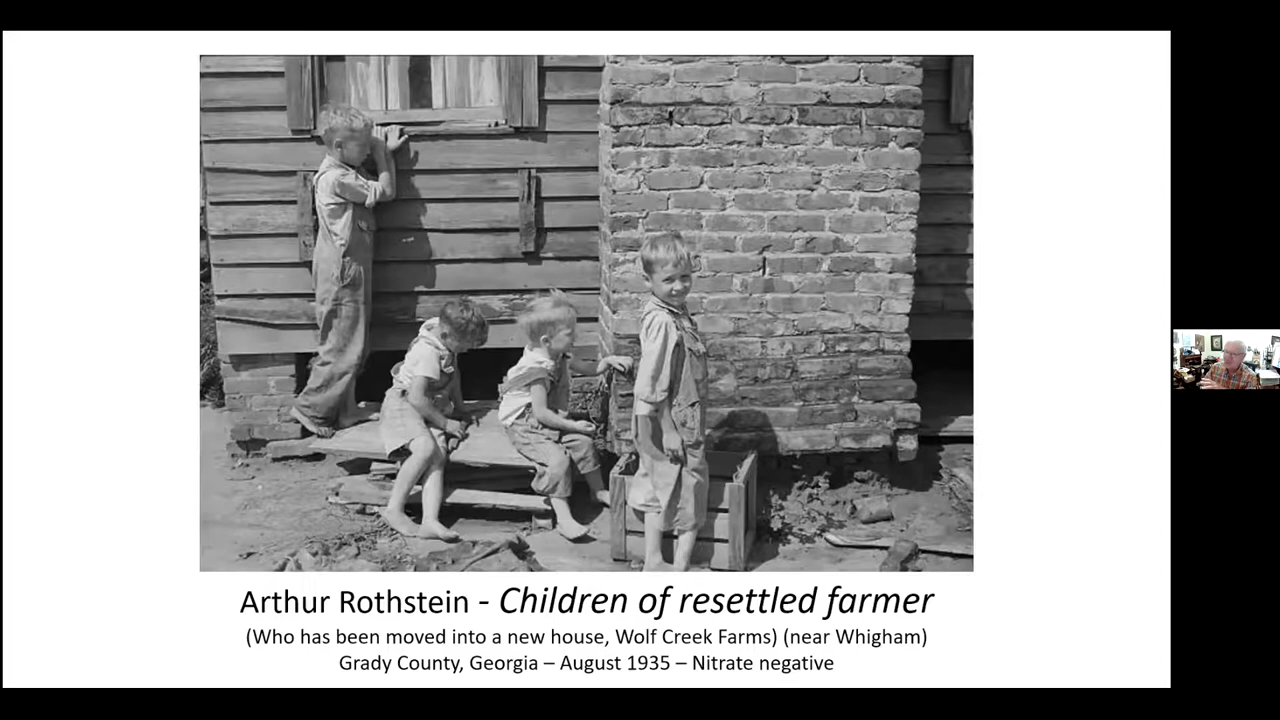 Arthur Rothstein - Children of resettled farmer
(Who has been moved into a new house, Wolf Creek Farms) (near Whigham)
Grady County, Georgia – August 1935 – Nitrate negative